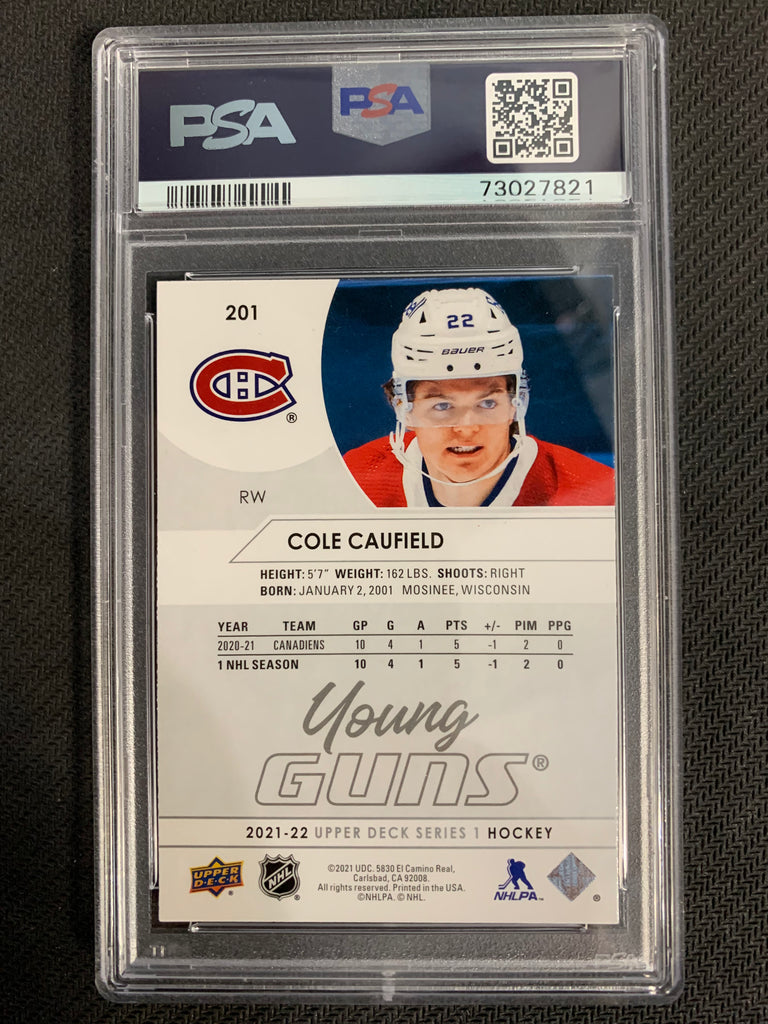 PSA
PSA
73027821
201
®
22
BAUER
RW
COLE CAUFIELD
HEIGHT: 5'7" WEIGHT: 162 LBS. SHOOTS: RIGHT
BORN: JANUARY 2, 2001 MOSINEE, WISCONSIN
YEAR TEAM GP G A PTS +/- PIM PPG
2020-21 CANADIENS 10 4 1 5 -1 2 0
1 NHL SEASON 10 4 1 5 -1 2 0
Young
GUNS®
2021-22 UPPER DECK SERIES 1 HOCKEY
UPPER DECK
NHL
©2021 UDC. 5830 El Camino Real,
Carlsbad, CA 92008.
All rights reserved. Printed in the USA.
©NHLPA. © NHL.
NHLPA™
®